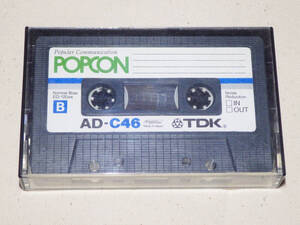 Popular Communication
POPCON
Normal Bias
EQ 120μs
B
Noise
Reduction
IN
OUT
AD-C46
TDK